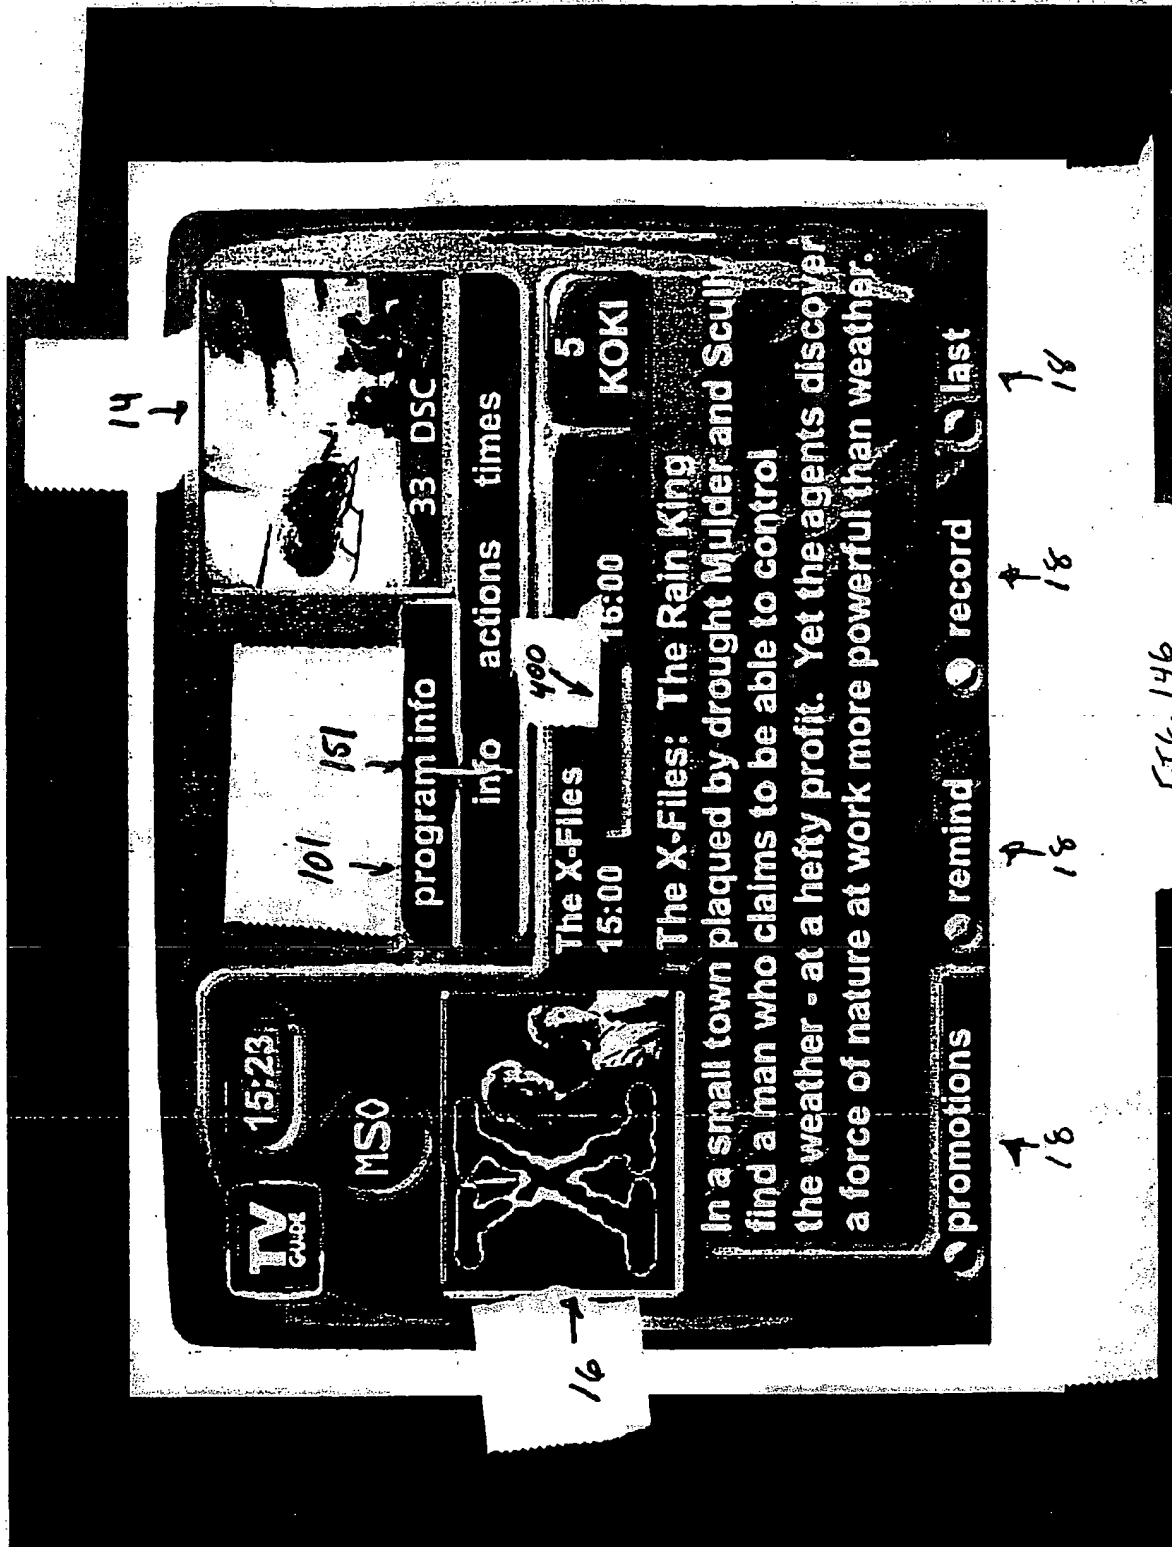 14
101
151
TV
GUIDE
15:23
MSO
program info
33 DSC
info actions times
400
The X-Files
15:00 16:00
5
KOKI
16
The X-Files: The Rain King
In a small town plaqued by drought Mulder and Scully
find a man who claims to be able to control
the weather - at a hefty profit. Yet the agents discover
a force of nature at work more powerful than weather.
promotions remind record last
18 18 18 18
FIG. 146